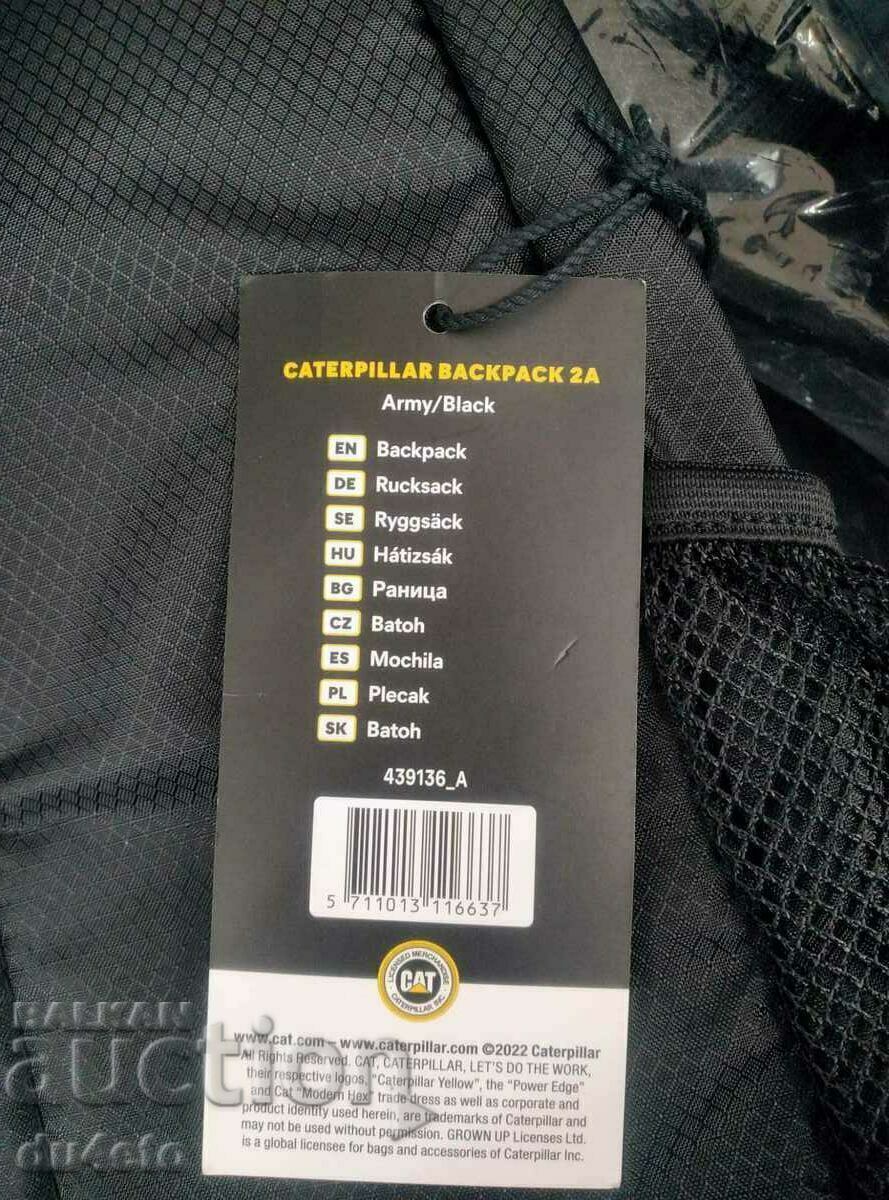 CATERPILLAR BACKPACK 2A
Army/Black
EN Backpack
DE Rucksack
SE Ryggsäck
HU Hátizsák
BG Раница
CZ Batoh
ES Mochila
PL Plecak
SK Batoh
439136_A
5 711013 116637
LICENSED MERCHANDISE
CAT
CATERPILLAR, INC.
www.cat.com - www.caterpillar.com ©2022 Caterpillar
All Rights Reserved. CAT, CATERPILLAR, LET'S DO THE WORK,
their respective logos, "Caterpillar Yellow", the "Power Edge"
and Cat "Modern Hex" trade dress as well as corporate and
product identity used herein, are trademarks of Caterpillar and
may not be used without permission. GROWN UP Licenses Ltd.
is a global licensee for bags and accessories of Caterpillar Inc.
BALKAN
auction
du4eto